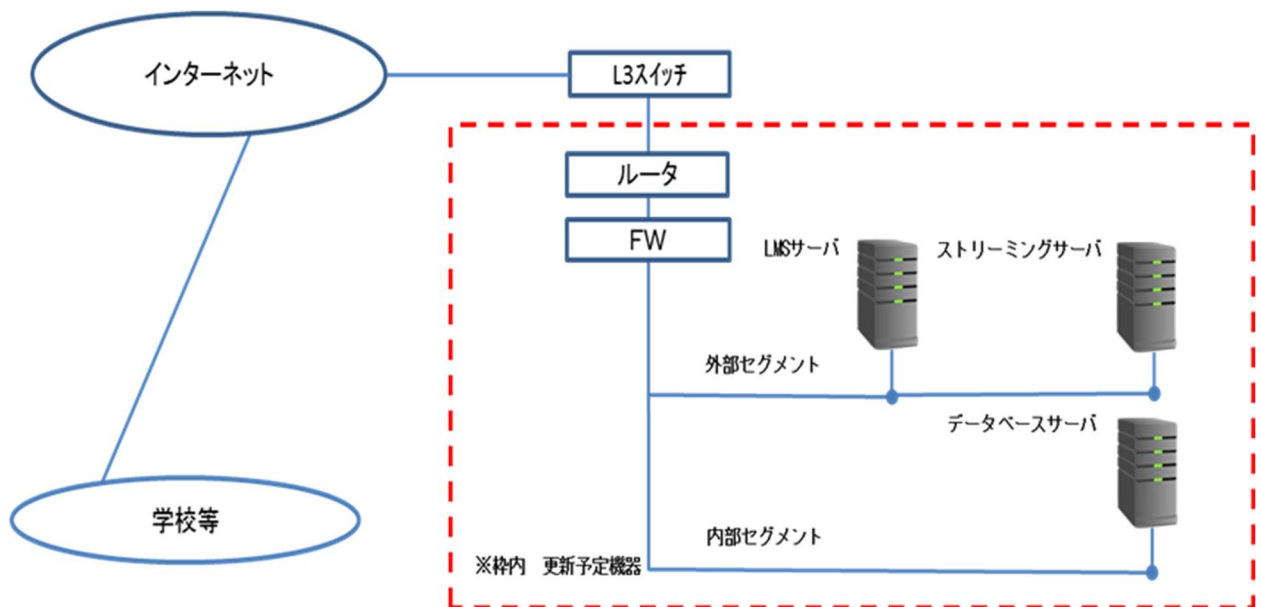 インターネット
L3スイッチ
ルータ
FW
LMSサーバ
ストリーミングサーバ
外部セグメント
データベースサーバ
学校等
内部セグメント
※枠内　更新予定機器